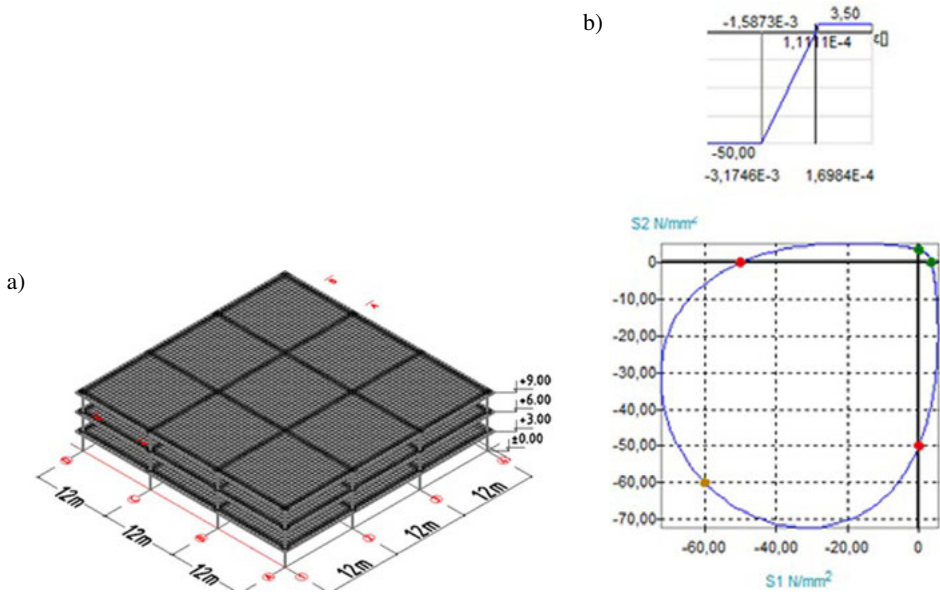 a)
+9.00
+6.00
+3.00
±0.00
12m
12m
12m
12m
12m
12m
b)
-1,5873E-3
3,50
1,1111E-4
ε[]
-50,00
-3,1746E-3
1,6984E-4
S2 N/mm²
0
-10,00
-20,00
-30,00
-40,00
-50,00
-60,00
-70,00
-60,00
-40,00
-20,00
0
S1 N/mm²